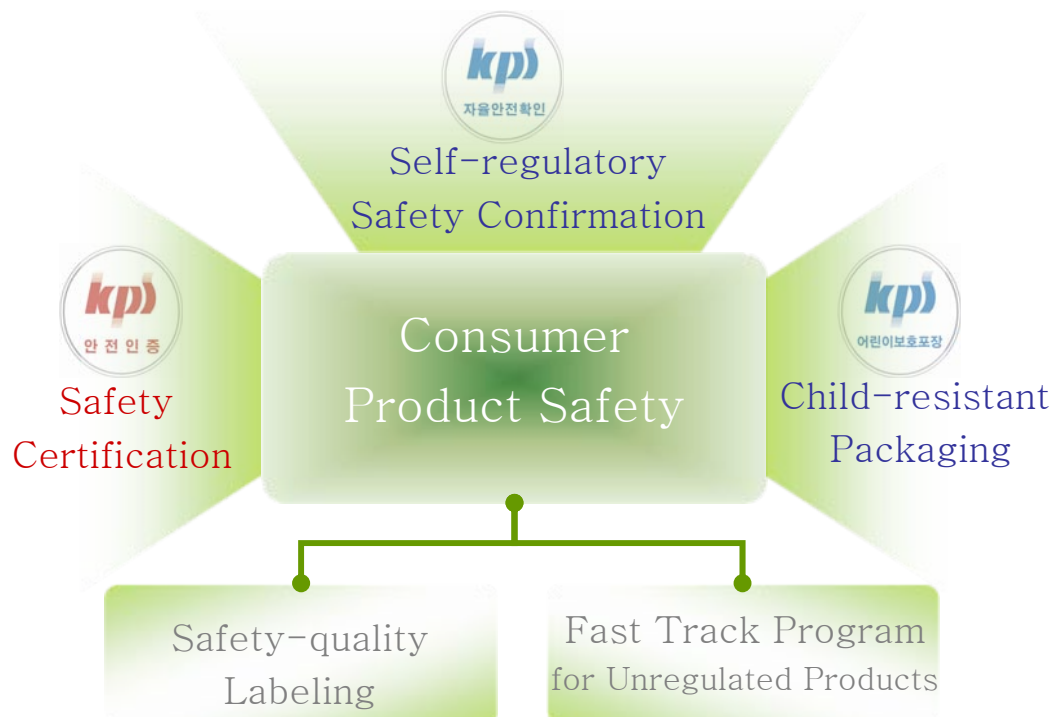 kps
자율안전확인
Self-regulatory
Safety Confirmation
kps
안전인증
Safety
Certification
Consumer
Product Safety
kps
어린이보호포장
Child-resistant
Packaging
Safety-quality
Labeling
Fast Track Program
for Unregulated Products